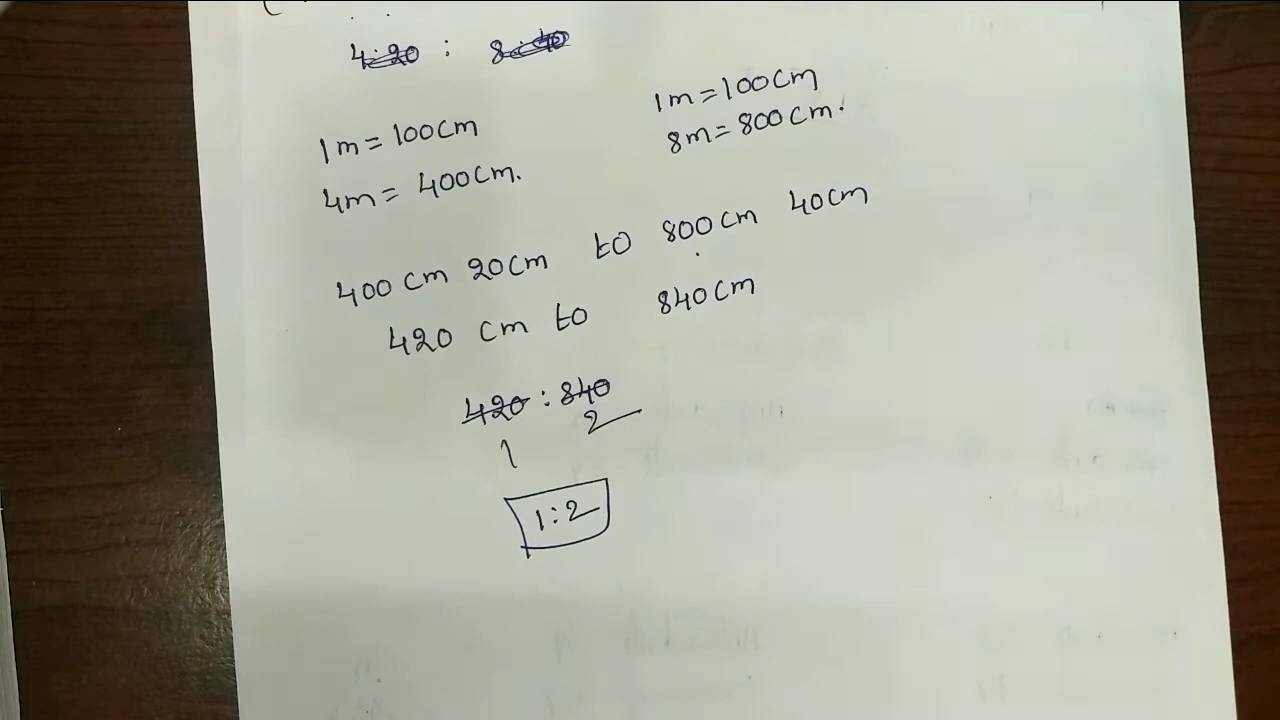 4:20 : 8:40
1m = 100cm
4m = 400cm.
1m = 100cm
8m = 800cm.
400 cm 20cm to 800cm 40cm
420 cm to 840cm
420 : 840
1 2
1:2